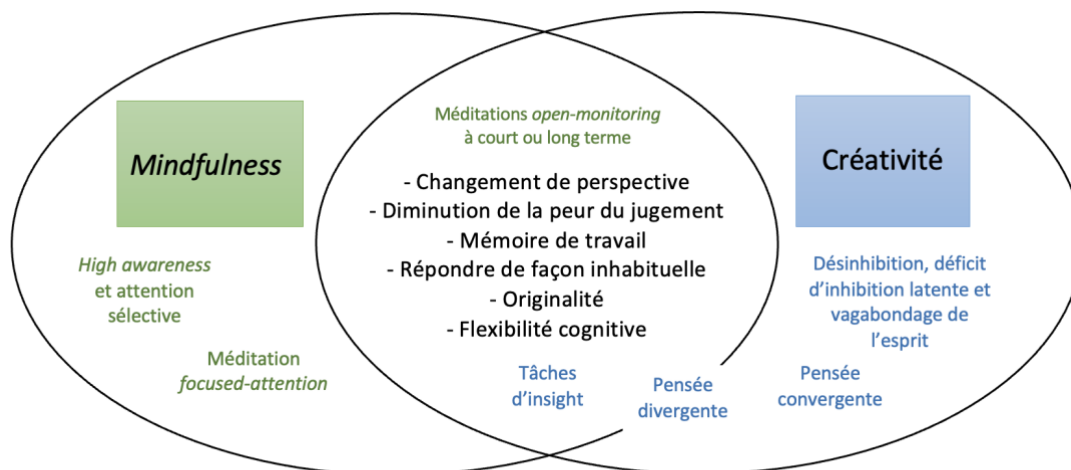 Mindfulness
High awareness
et attention
sélective
Méditation
focused-attention
Méditations open-monitoring
à court ou long terme
- Changement de perspective
- Diminution de la peur du jugement
- Mémoire de travail
- Répondre de façon inhabituelle
- Originalité
- Flexibilité cognitive
Tâches
d’insight
Pensée
divergente
Créativité
Désinhibition, déficit
d’inhibition latente et
vagabondage de
l’esprit
Pensée
convergente